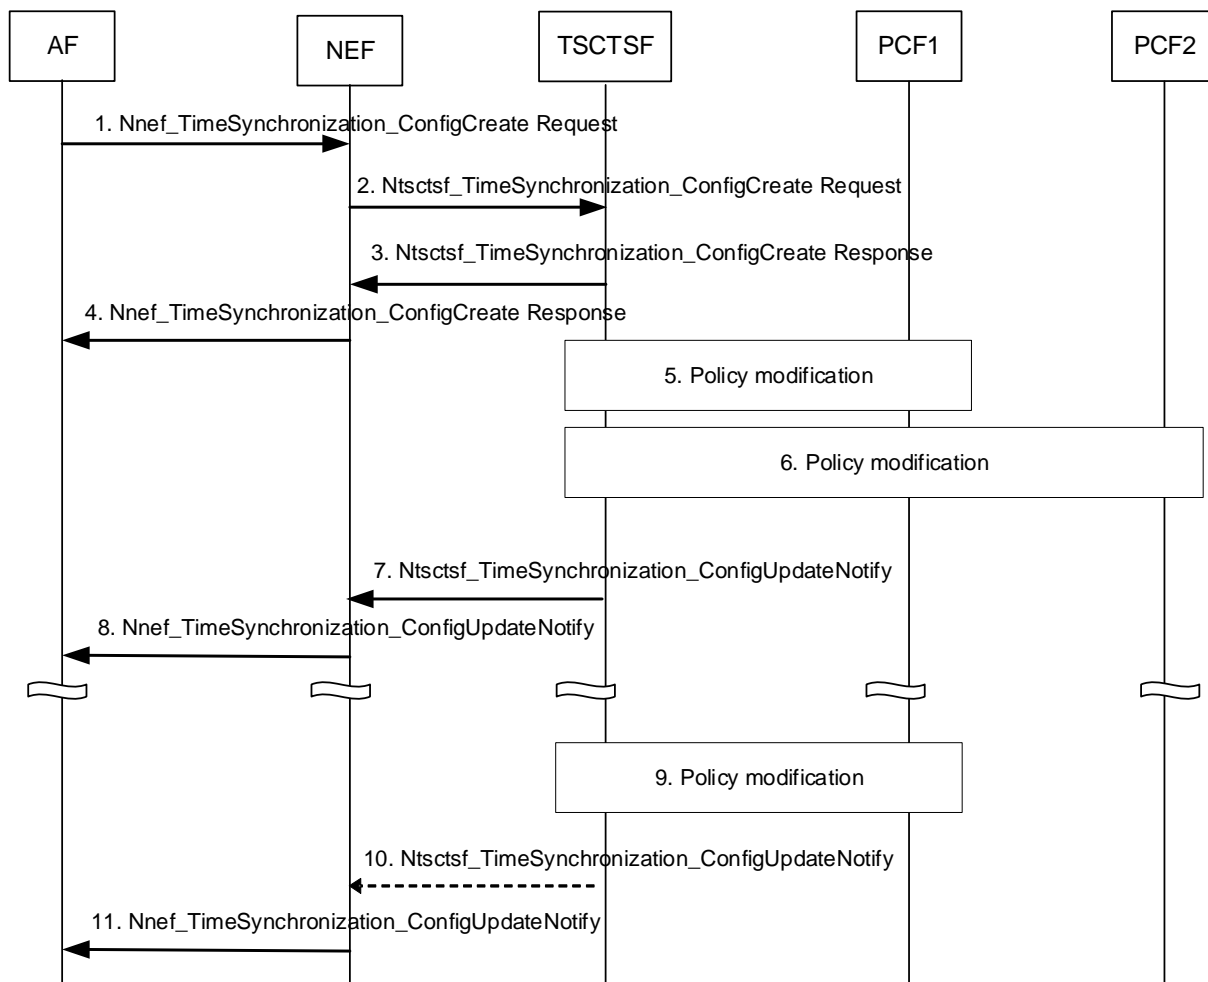 AF
NEF
TSCTSF
PCF1
PCF2
1. Nnef_TimeSynchronization_ConfigCreate Request
2. Ntsctsf_TimeSynchronization_ConfigCreate Request
3. Ntsctsf_TimeSynchronization_ConfigCreate Response
4. Nnef_TimeSynchronization_ConfigCreate Response
5. Policy modification
6. Policy modification
7. Ntsctsf_TimeSynchronization_ConfigUpdateNotify
8. Nnef_TimeSynchronization_ConfigUpdateNotify
9. Policy modification
10. Ntsctsf_TimeSynchronization_ConfigUpdateNotify
11. Nnef_TimeSynchronization_ConfigUpdateNotify